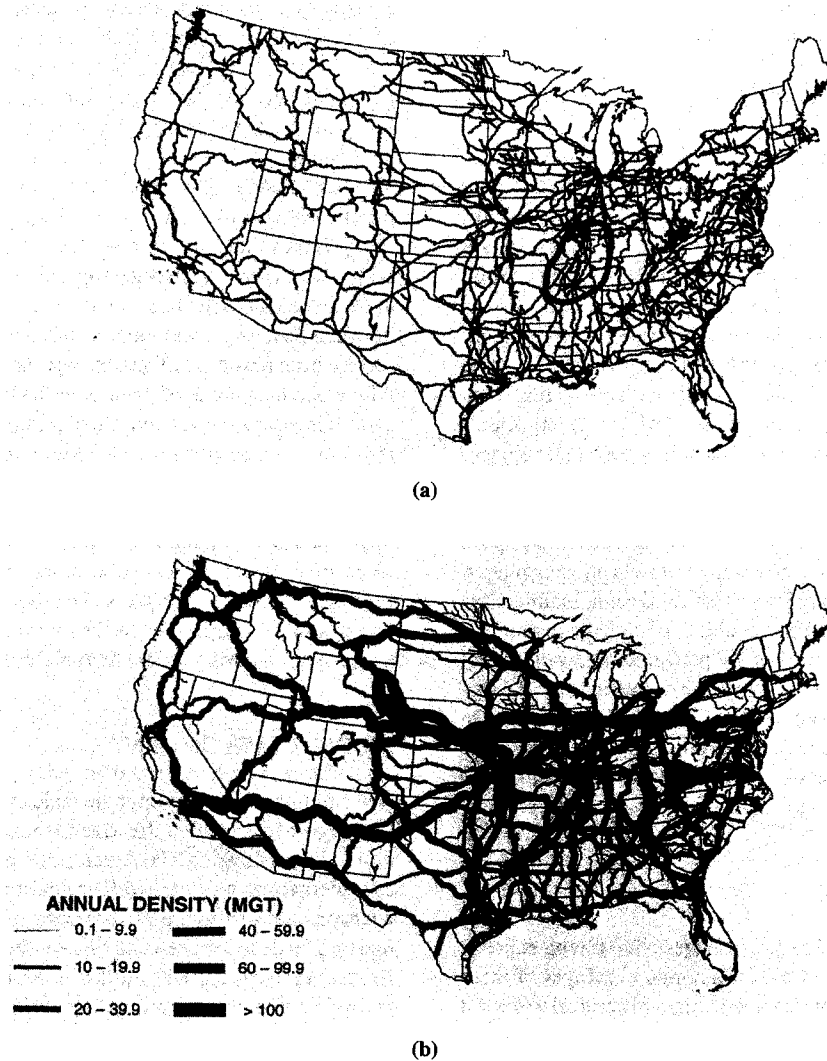 (a)
ANNUAL DENSITY (MGT)
0.1 – 9.9
40 – 59.9
10 – 19.9
60 – 99.9
20 – 39.9
> 100
(b)